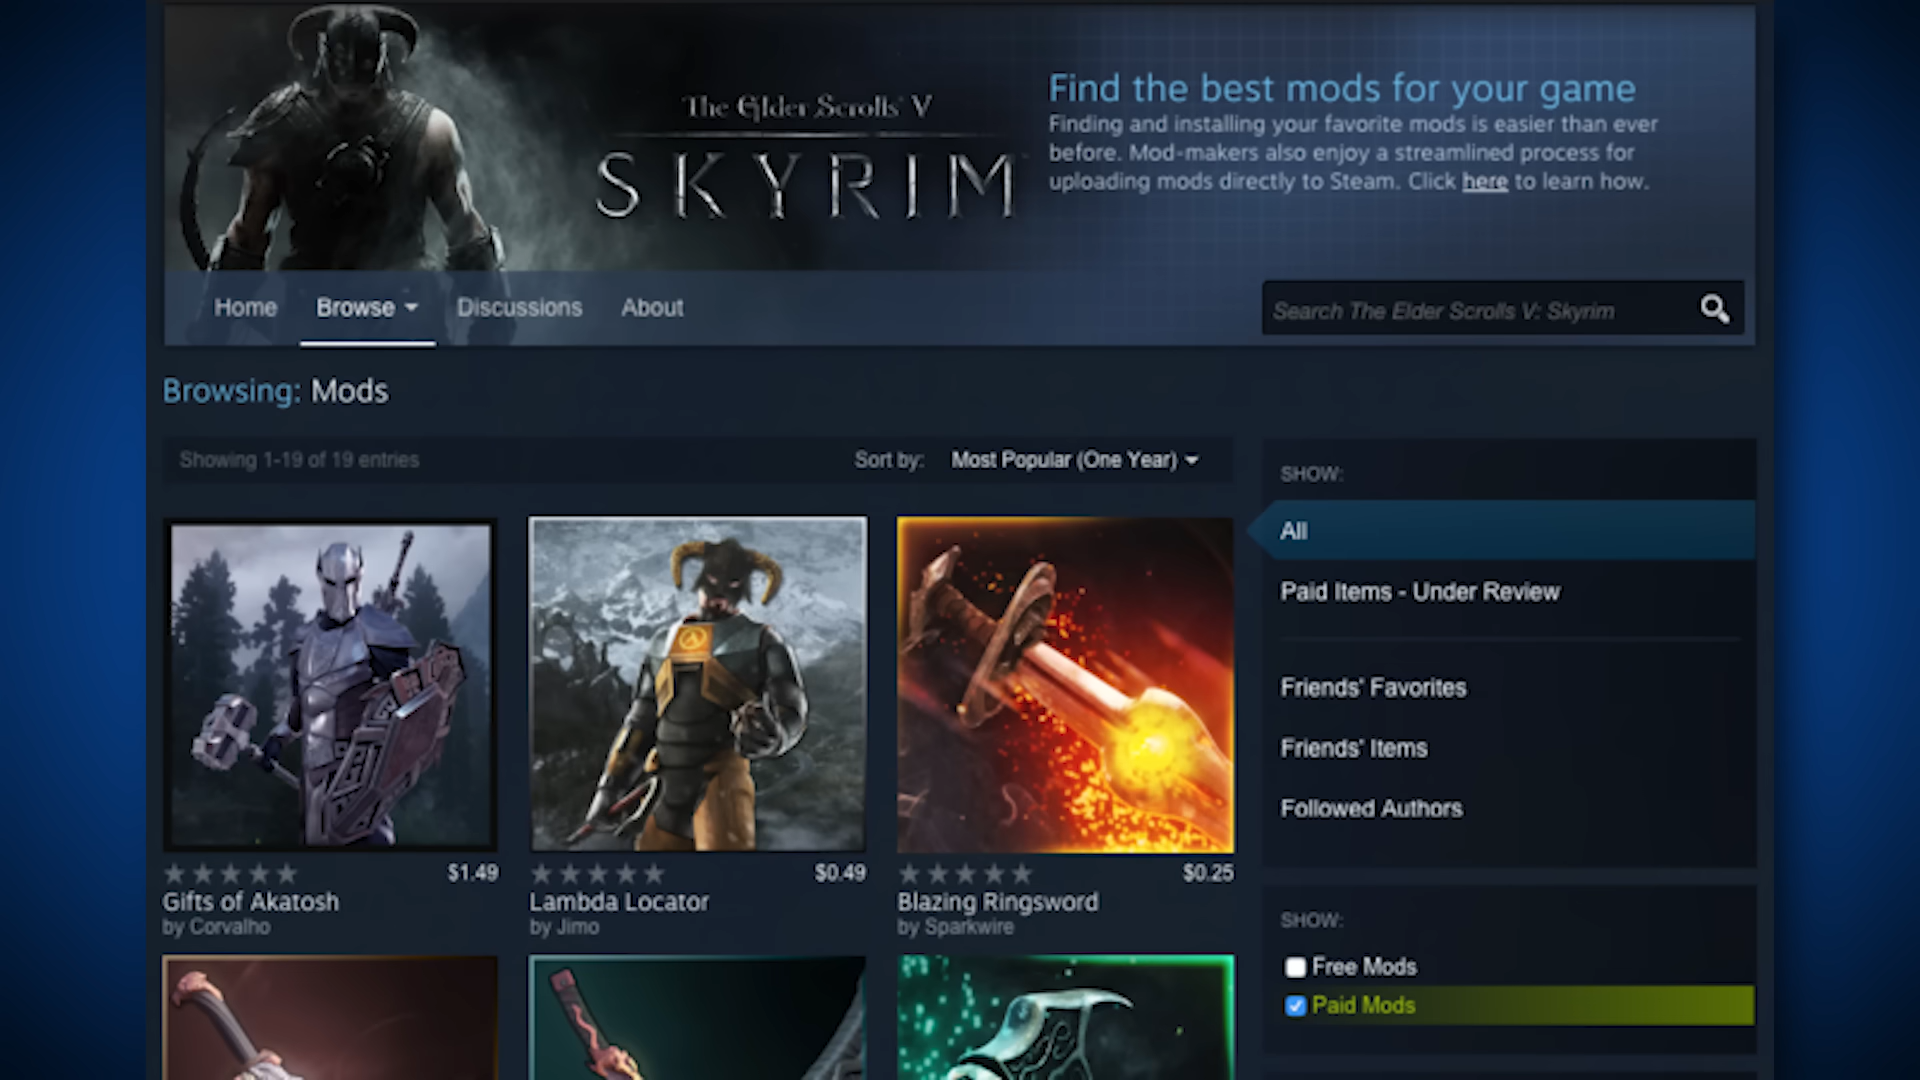 The Elder Scrolls V
SKYRIM
Find the best mods for your game
Finding and installing your favorite mods is easier than ever
before. Mod-makers also enjoy a streamlined process for
uploading mods directly to Steam. Click here to learn how.
Home Browse Discussions About
Search The Elder Scrolls V: Skyrim
Browsing: Mods
Showing 1-19 of 19 entries
Sort by: Most Popular (One Year)
SHOW:
All
Paid Items - Under Review
Friends' Favorites
Friends' Items
Followed Authors
$1.49
Gifts of Akatosh
by Corvalho
$0.49
Lambda Locator
by Jimo
$0.25
Blazing Ringsword
by Sparkwire
SHOW:
Free Mods
Paid Mods